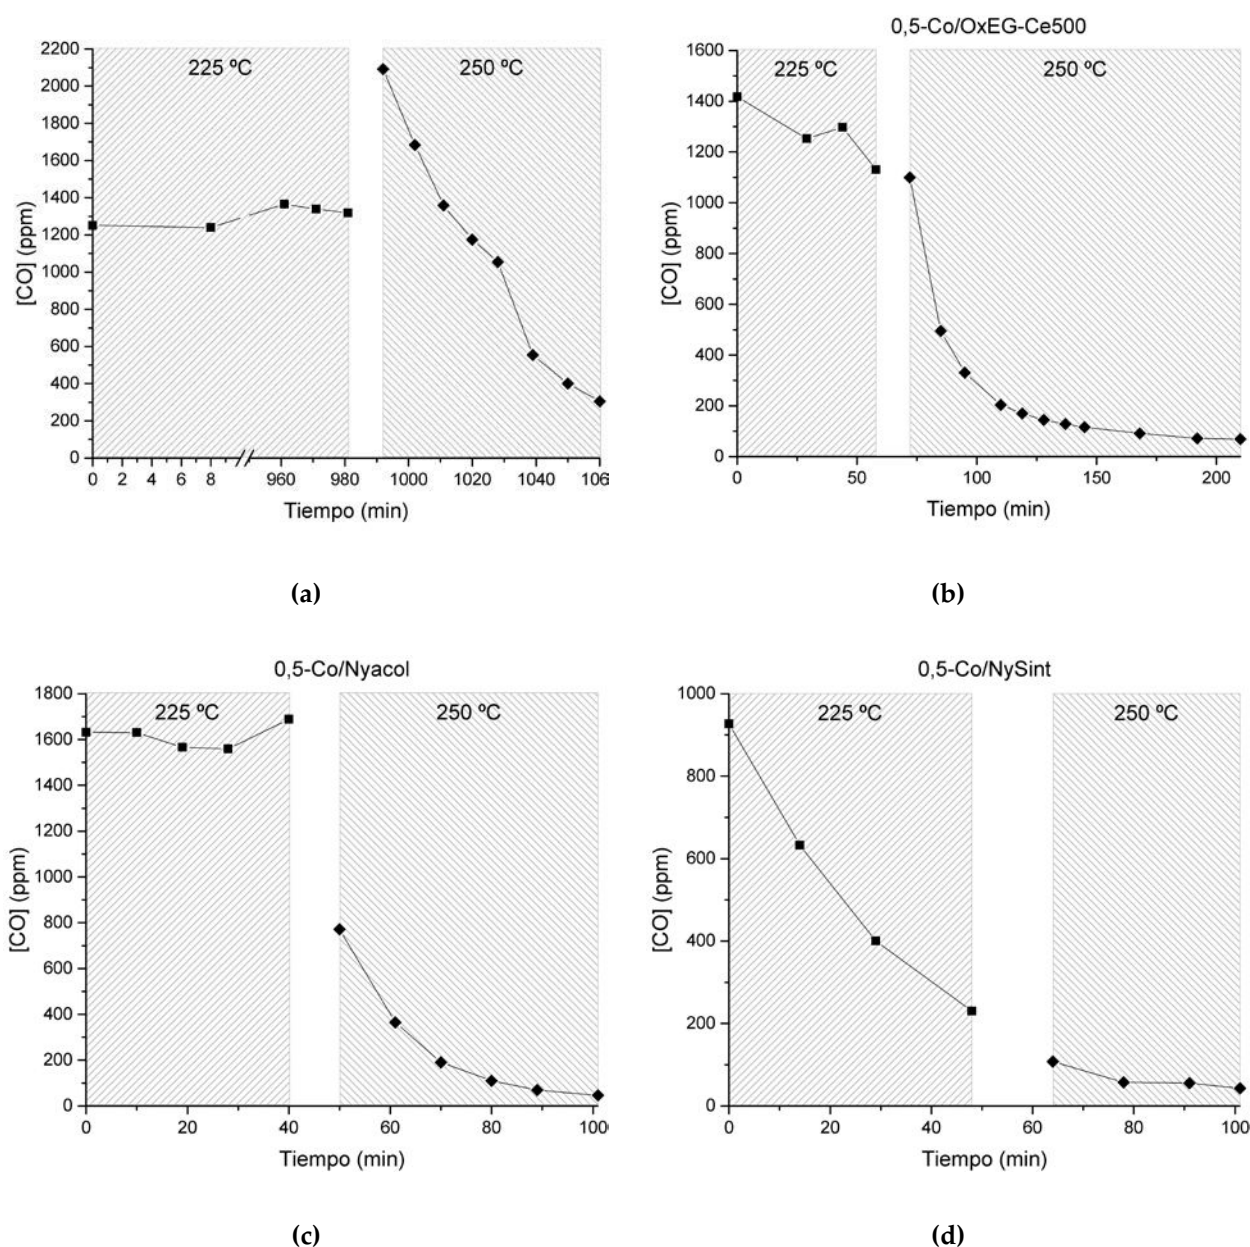 2200
2000
1800
1600
1400
1200
1000
800
600
400
200
0
[CO] (ppm)
225 ºC
250 ºC
0 2 4 6 8 960 980 1000 1020 1040 106
Tiempo (min)
(a)
0,5-Co/OxEG-Ce500
1600
1400
1200
1000
800
600
400
200
0
[CO] (ppm)
225 ºC
250 ºC
0 50 100 150 200
Tiempo (min)
(b)
0,5-Co/Nyacol
1800
1600
1400
1200
1000
800
600
400
200
0
[CO] (ppm)
225 ºC
250 ºC
0 20 40 60 80 100
Tiempo (min)
(c)
0,5-Co/NySint
1000
800
600
400
200
0
[CO] (ppm)
225 ºC
250 ºC
0 20 40 60 80 100
Tiempo (min)
(d)